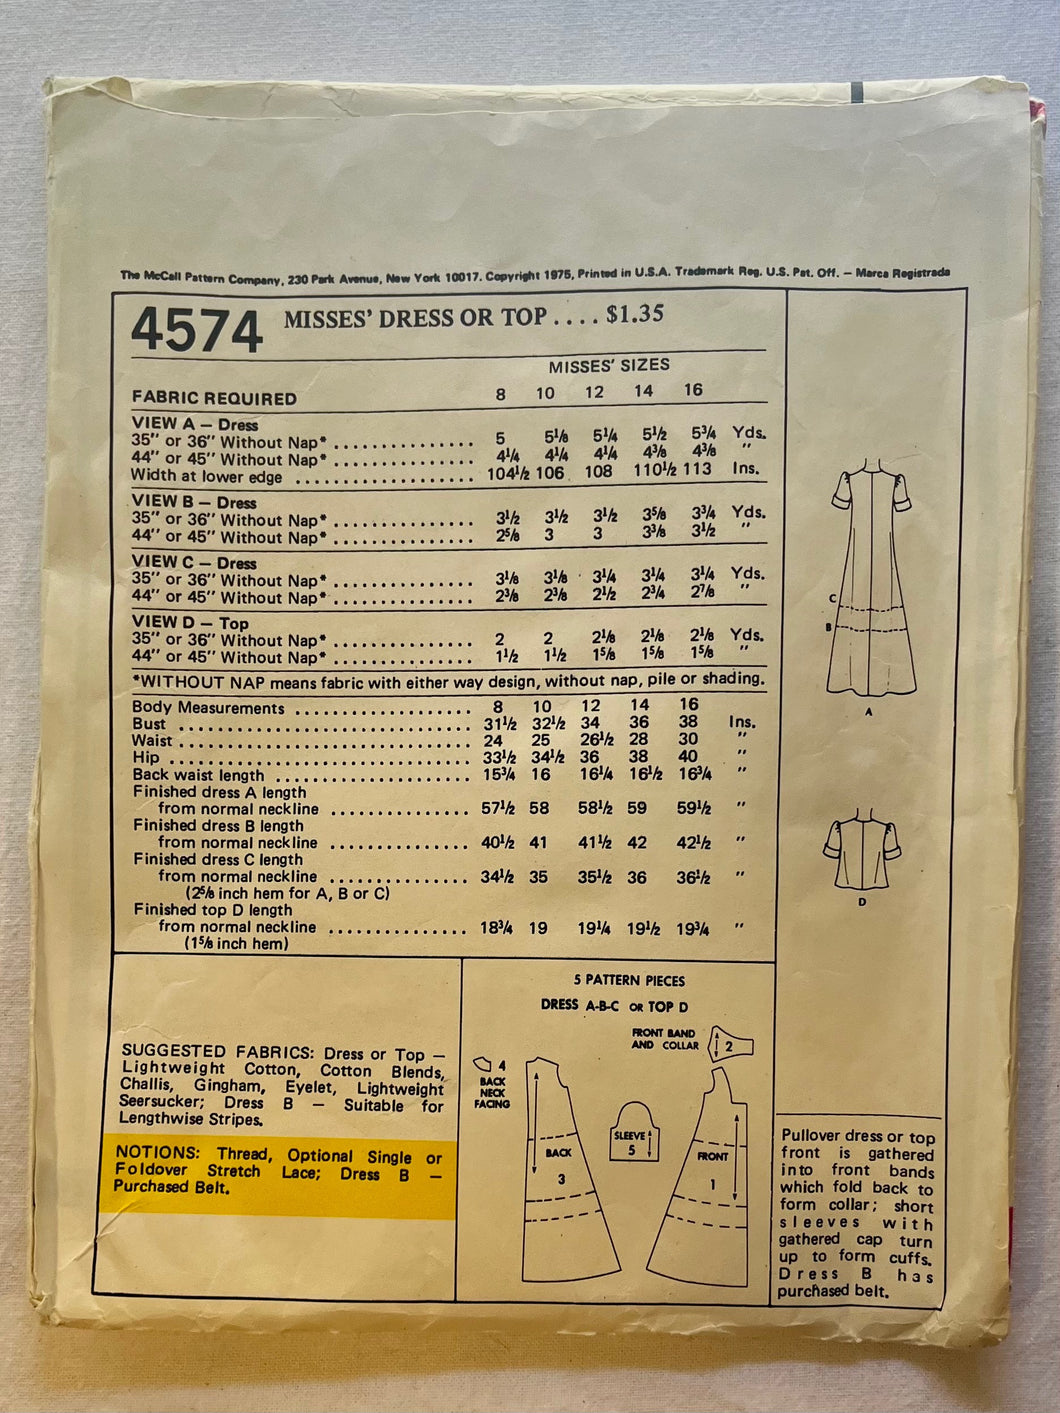 The McCall Pattern Company, 230 Park Avenue, New York 10017. Copyright 1975, Printed in U.S.A. Trademark Reg. U.S. Pat. Off. — Marca Registrada
4574 MISSES' DRESS OR TOP .... $1.35
MISSES' SIZES
FABRIC REQUIRED 8 10 12 14 16
VIEW A — Dress
35" or 36" Without Nap* ............... 5 5⅛ 5¼ 5½ 5¾ Yds.
44" or 45" Without Nap* ............... 4¼ 4¼ 4¼ 4⅜ 4⅜ "
Width at lower edge ................... 104½ 106 108 110½ 113 Ins.
VIEW B — Dress
35" or 36" Without Nap* ............... 3½ 3½ 3½ 3⅝ 3¾ Yds.
44" or 45" Without Nap* ............... 2⅝ 3 3 3⅜ 3½ "
VIEW C — Dress
35" or 36" Without Nap* ............... 3⅛ 3⅛ 3¼ 3¼ 3¼ Yds.
44" or 45" Without Nap* ............... 2⅜ 2⅜ 2½ 2¾ 2⅞ "
VIEW D — Top
35" or 36" Without Nap* ............... 2 2 2⅛ 2⅛ 2⅛ Yds.
44" or 45" Without Nap* ............... 1½ 1½ 1⅝ 1⅝ 1⅝ "
*WITHOUT NAP means fabric with either way design, without nap, pile or shading.
Body Measurements ................... 8 10 12 14 16
Bust ................................ 31½ 32½ 34 36 38 Ins.
Waist ............................... 24 25 26½ 28 30 "
Hip ................................. 33½ 34½ 36 38 40 "
Back waist length ..................... 15¾ 16 16¼ 16½ 16¾ "
Finished dress A length
from normal neckline ............... 57½ 58 58½ 59 59½ "
Finished dress B length
from normal neckline ............... 40½ 41 41½ 42 42½ "
Finished dress C length
from normal neckline ............... 34½ 35 35½ 36 36½ "
(2⅝ inch hem for A, B or C)
Finished top D length
from normal neckline ............... 18¾ 19 19¼ 19½ 19¾ "
(1⅝ inch hem)
C
B
A
D
SUGGESTED FABRICS: Dress or Top —
Lightweight Cotton, Cotton Blends,
Challis, Gingham, Eyelet, Lightweight
Seersucker; Dress B — Suitable for
Lengthwise Stripes.
NOTIONS: Thread, Optional Single or
Foldover Stretch Lace; Dress B —
Purchased Belt.
5 PATTERN PIECES
DRESS A-B-C OR TOP D
FRONT BAND
AND COLLAR
2
4
BACK
NECK
FACING
BACK
3
SLEEVE
5
FRONT
1
Pullover dress or top
front is gathered
into front bands
which fold back to
form collar; short
sleeves with
gathered cap turn
up to form cuffs.
Dress B has
purchased belt.